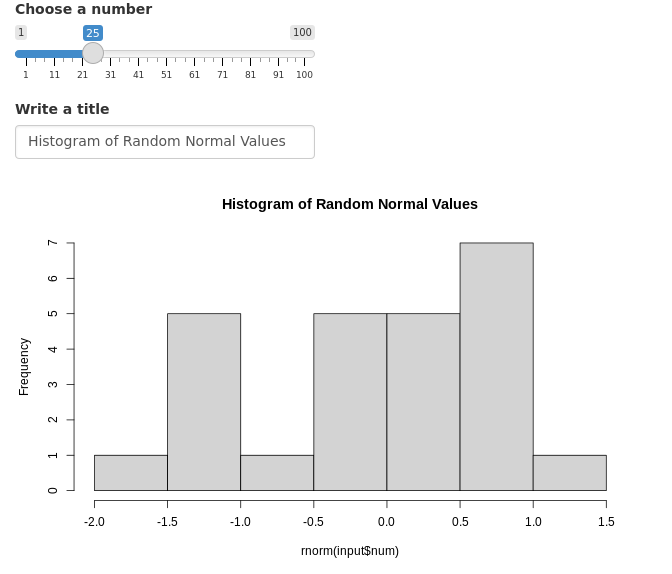 Choose a number
1 25 100
1 11 21 31 41 51 61 71 81 91 100
Write a title
Histogram of Random Normal Values
Histogram of Random Normal Values
7
6
5
4
3
2
1
0
Frequency
-2.0 -1.5 -1.0 -0.5 0.0 0.5 1.0 1.5
rnorm(input$num)